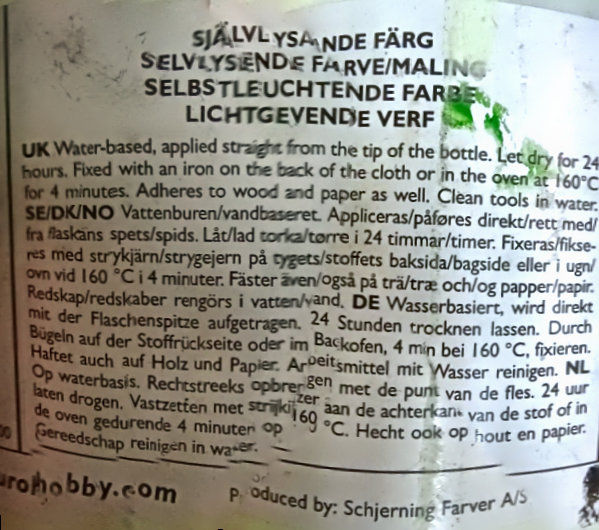 SJÄLVLYSANDE FÄRG
SELVLYSENDE FARVE/MALING
SELBSTLEUCHTENDE FARBE
LICHTGEVENDE VERF
UK Water-based, applied straight from the tip of the bottle. Let dry for 24
hours. Fixed with an iron on the back of the cloth or in the oven at 160°C
for 4 minutes. Adheres to wood and paper as well. Clean tools in water.
SE/DK/NO Vattenburen/vandbaseret. Appliceras/påføres direkt/rett med/
fra flaskans spets/spids. Låt/lad torka/tørre i 24 timmar/timer. Fixeras/fikse-
res med strykjärn/strygejern på tygets/stoffets baksida/bagside eller i ugn/
ovn vid 160 °C i 4 minuter. Fäster även/også på trä/træ och/og papper/papir.
Redskap/redskaber rengörs i vatten/vand. DE Wasserbasiert, wird direkt
mit der Flaschenspitze aufgetragen. 24 Stunden trocknen lassen. Durch
Bügeln auf der Stoffrückseite oder im Backofen, 4 min bei 160 °C, fixieren.
Haftet auch auf Holz und Papier. Arbeitsmittel mit Wasser reinigen. NL
Op waterbasis. Rechtstreeks opbrengen met de punt van de fles. 24 uur
laten drogen. Vastzetten met strijkijzer aan de achterkant van de stof of in
de oven gedurende 4 minuten op 160 °C. Hecht ook op hout en papier.
Gereedschap reinigen in water.
urohobby.com
Produced by: Schjerning Farver A/S